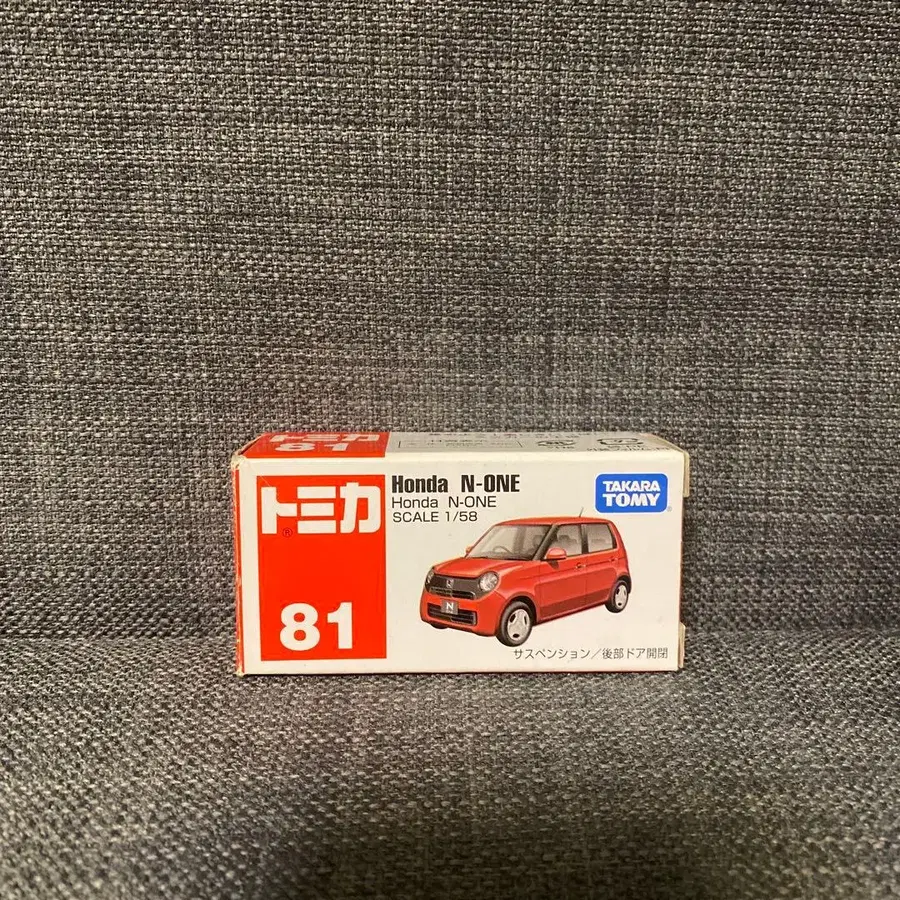 トミカ
81
トミカ
®
81
Honda N-ONE
Honda N-ONE
SCALE 1/58
TAKARA
TOMY
®
N
サスペンション/後部ドア開閉